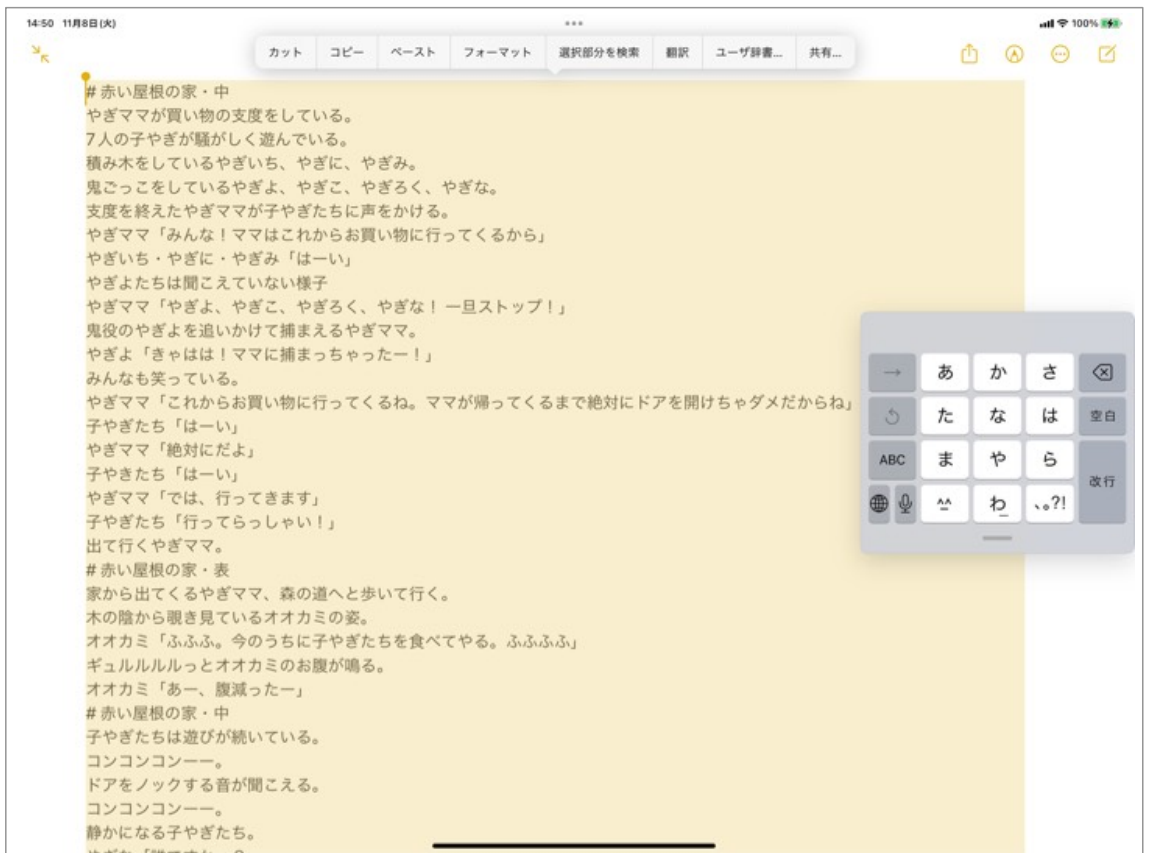 14:50 11月8日(火)
100%
カット コピー ペースト フォーマット 選択部分を検索 翻訳 ユーザ辞書... 共有...
# 赤い屋根の家・中
やぎママが買い物の支度をしている。
7人の子やぎが騒がしく遊んでいる。
積み木をしているやぎいち、やぎに、やぎみ。
鬼ごっこをしているやぎよ、やぎこ、やぎろく、やぎな。
支度を終えたやぎママが子やぎたちに声をかける。
やぎママ「みんな！ママはこれからお買い物に行ってくるから」
やぎいち・やぎに・やぎみ「はーい」
やぎよたちは聞こえていない様子
やぎママ「やぎよ、やぎこ、やぎろく、やぎな！ 一旦ストップ！」
鬼役のやぎよを追いかけて捕まえるやぎママ。
やぎよ「きゃはは！ママに捕まっちゃったー！」
みんなも笑っている。
やぎママ「これからお買い物に行ってくるね。ママが帰ってくるまで絶対にドアを開けちゃダメだからね」
子やぎたち「はーい」
やぎママ「絶対にだよ」
子やきたち「はーい」
やぎママ「では、行ってきます」
子やぎたち「行ってらっしゃい！」
出て行くやぎママ。
# 赤い屋根の家・表
家から出てくるやぎママ、森の道へと歩いて行く。
木の陰から覗き見ているオオカミの姿。
オオカミ「ふふふ。今のうちに子やぎたちを食べてやる。ふふふふ」
ギュルルルルっとオオカミのお腹が鳴る。
オオカミ「あー、腹減ったー」
# 赤い屋根の家・中
子やぎたちは遊びが続いている。
コンコンコンーー。
ドアをノックする音が聞こえる。
コンコンコンーー。
静かになる子やぎたち。
→ あ か さ
た な は 空白
ABC ま や ら 改行
^^ わ 、。?!